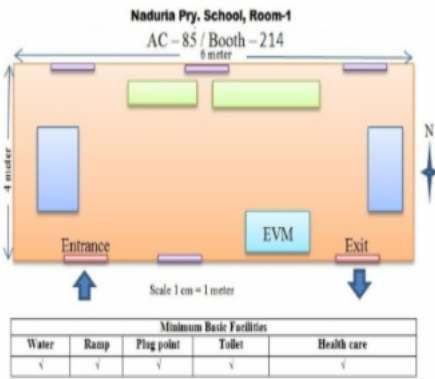 Naduria Pry. School, Room-1
AC – 85 / Booth – 214
6 meter
4 meter
N
EVM
Entrance
Exit
Scale 1 cm = 1 meter
Minimum Basic Facilities
Water Ramp Plug point Toilet Health care
√ √ √ √ √